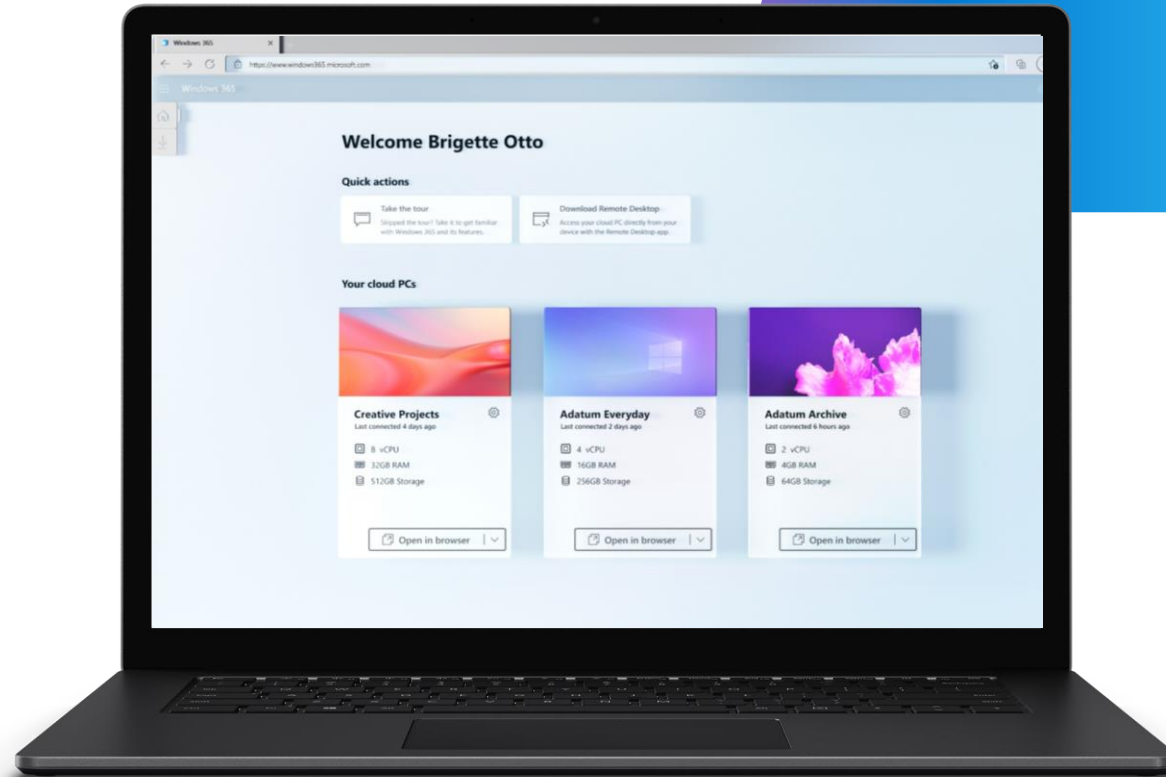 Windows 365
https://www.windows365.microsoft.com
Windows 365
Welcome Brigette Otto
Quick actions
Take the tour
Skipped the tour? Take it to get familiar
with Windows 365 and its features.
Download Remote Desktop
Access your cloud PC directly from your
device with the Remote Desktop app
Your cloud PCs
Creative Projects
Last connected 4 days ago
8 vCPU
32GB RAM
512GB Storage
Open in browser
Adatum Everyday
Last connected 2 days ago
4 vCPU
16GB RAM
256GB Storage
Open in browser
Adatum Archive
Last connected 6 hours ago
2 vCPU
4GB RAM
64GB Storage
Open in browser